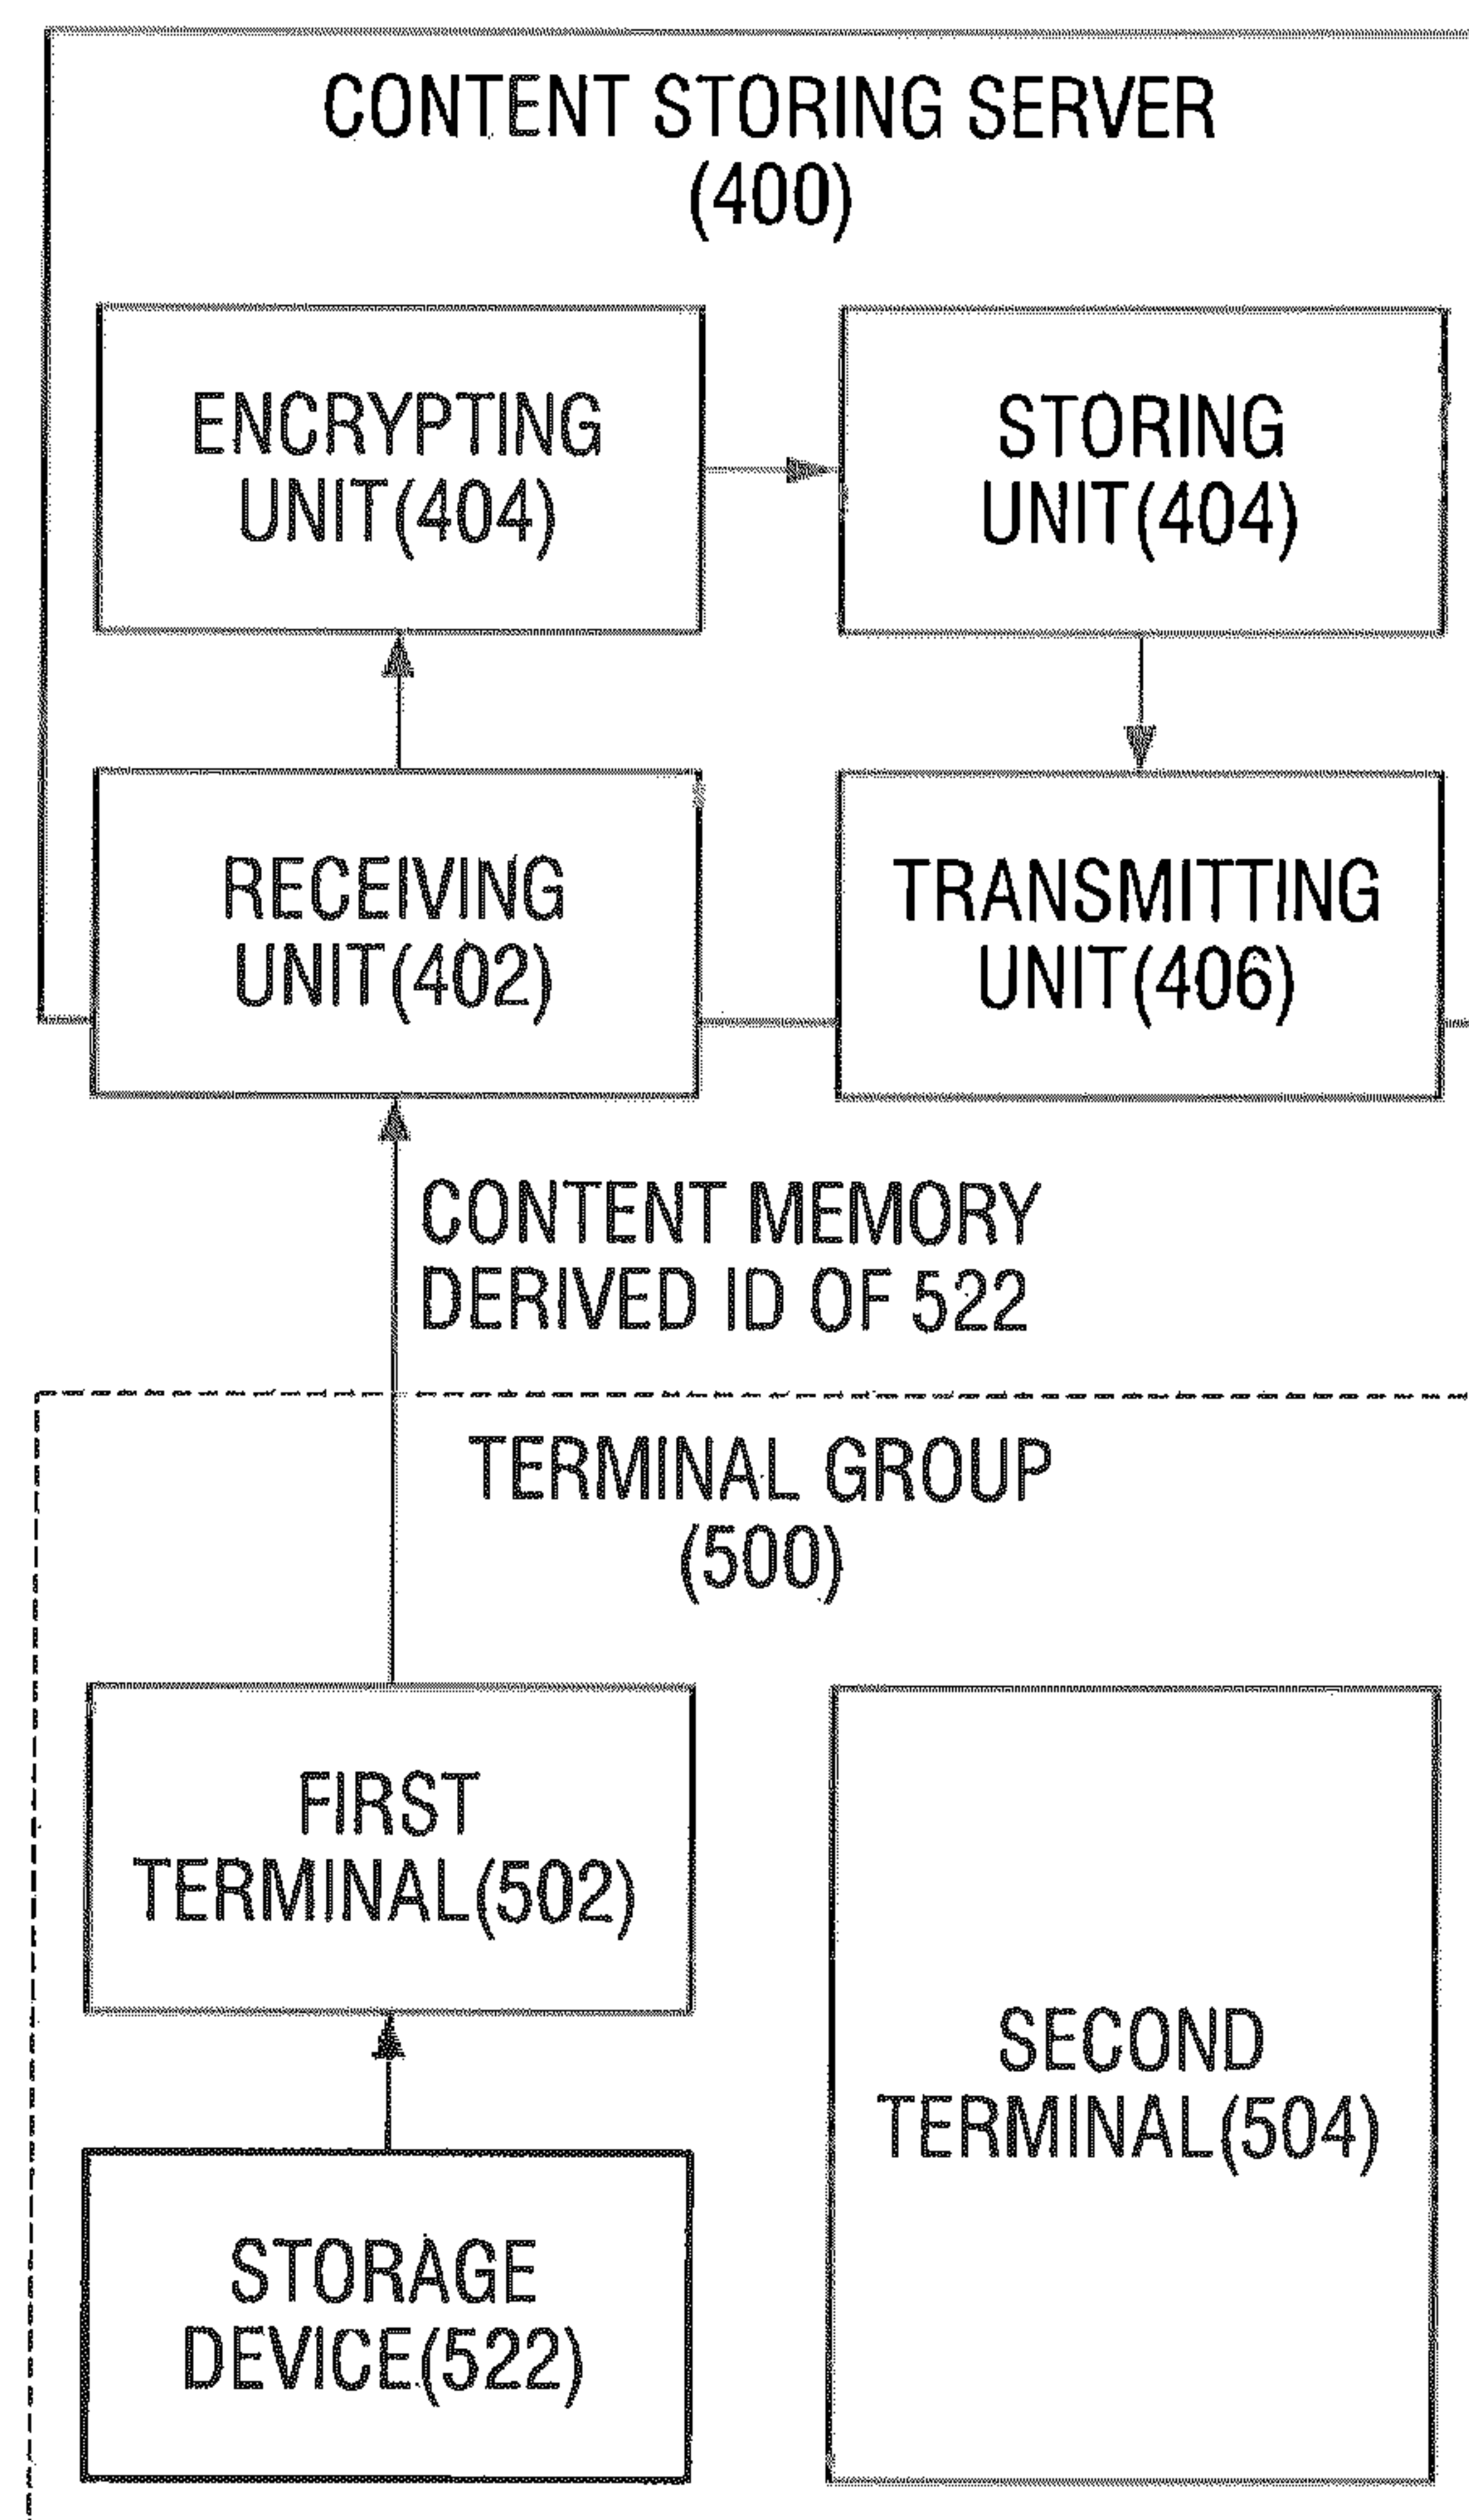 CONTENT STORING SERVER
(400)
ENCRYPTING
UNIT(404)
STORING
UNIT(404)
RECEIVING
UNIT(402)
TRANSMITTING
UNIT(406)
CONTENT MEMORY
DERIVED ID OF 522
TERMINAL GROUP
(500)
FIRST
TERMINAL(502)
SECOND
TERMINAL(504)
STORAGE
DEVICE(522)